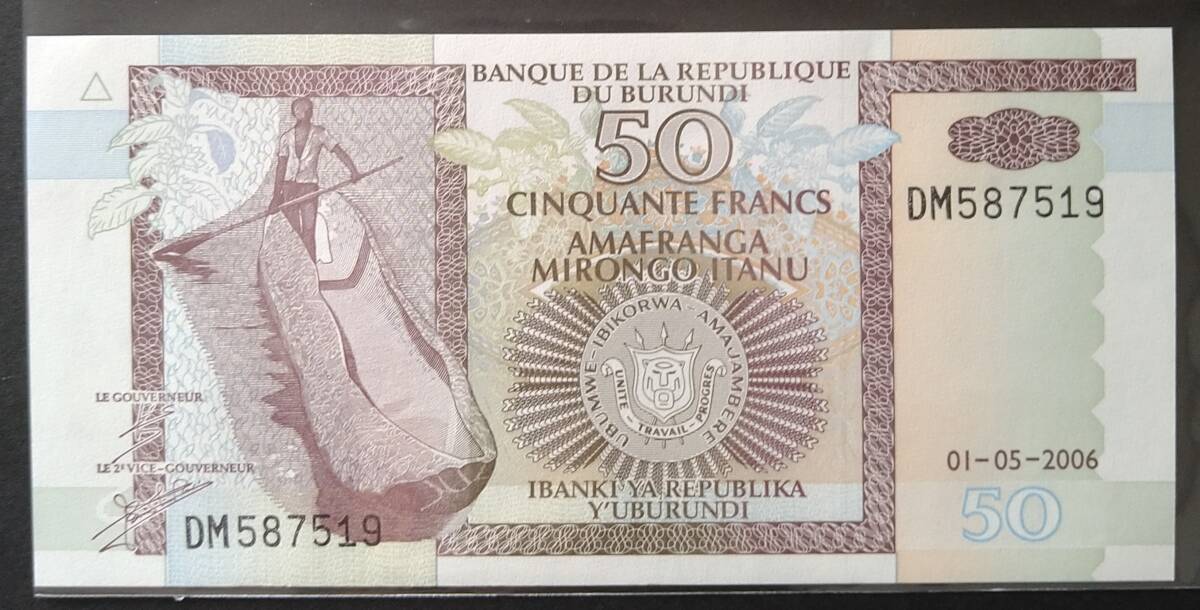 BANQUE DE LA REPUBLIQUE
DU BURUNDI
50
CINQUANTE FRANCS
AMAFRANGA
MIRONGO ITANU
DM587519
UBUMWE-IBIKORWA-AMAJAMBERE
UNITE - TRAVAIL - PROGRES
LE GOUVERNEUR
LE 2E VICE-GOUVERNEUR
01-05-2006
IBANKI YA REPUBLIKA
Y'UBURUNDI
50
DM587519